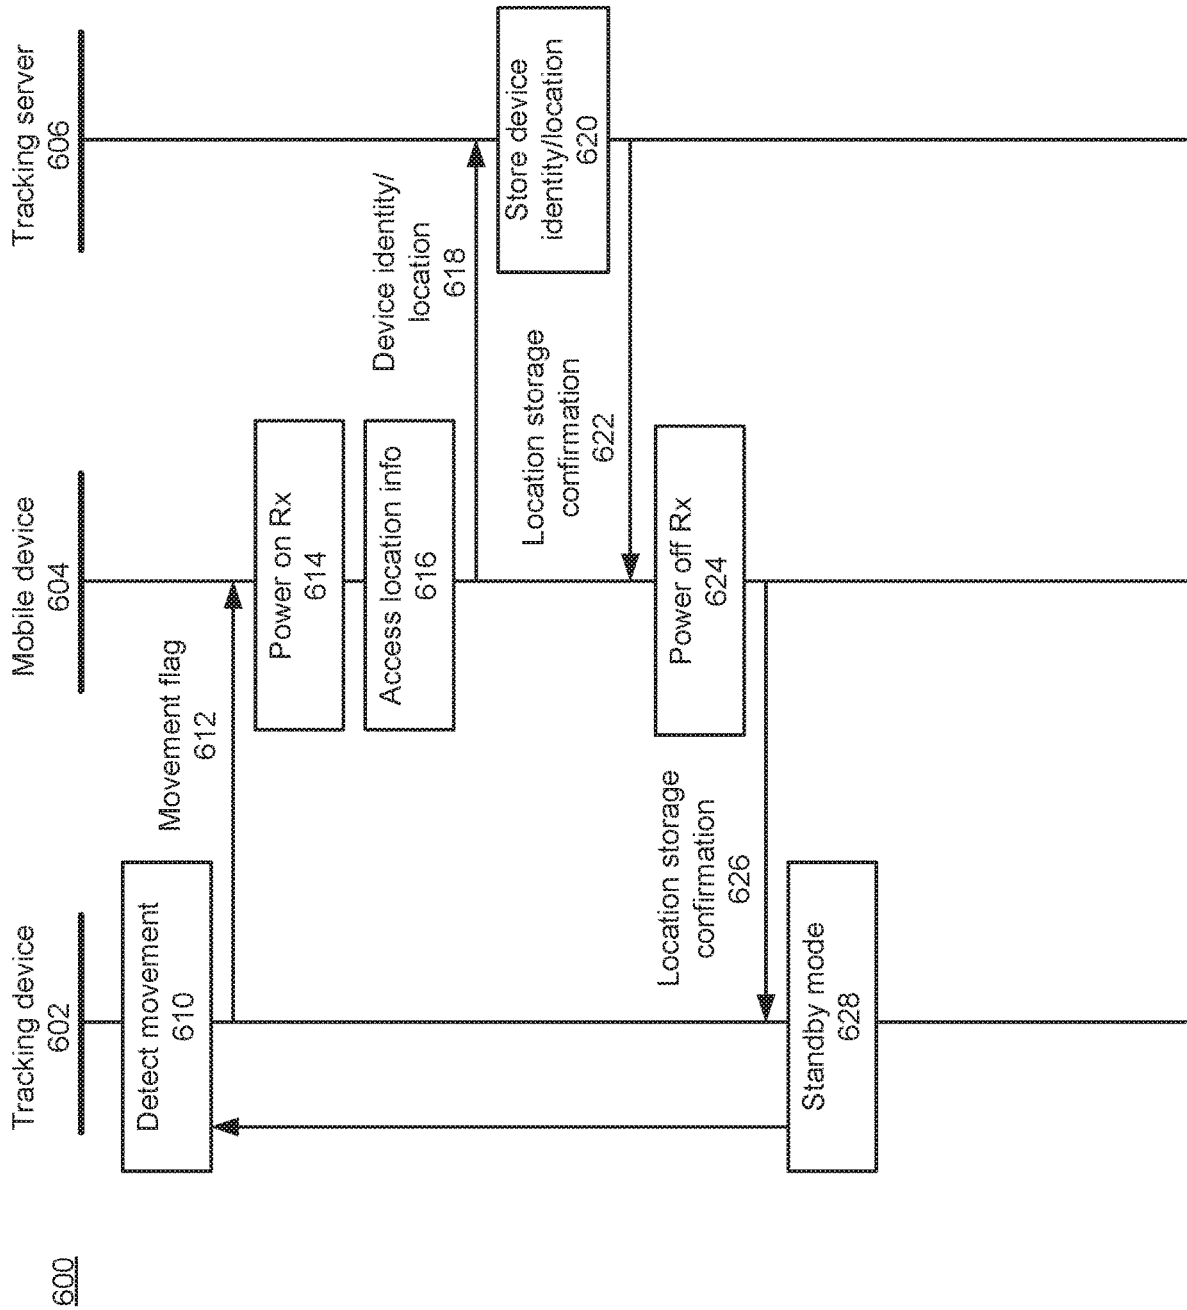 600
Tracking device
602
Mobile device
604
Tracking server
606
Detect movement
610
Movement flag
612
Power on Rx
614
Access location info
616
Device identity/
location
618
Store device
identity/location
620
Location storage
confirmation
622
Power off Rx
624
Location storage
confirmation
626
Standby mode
628